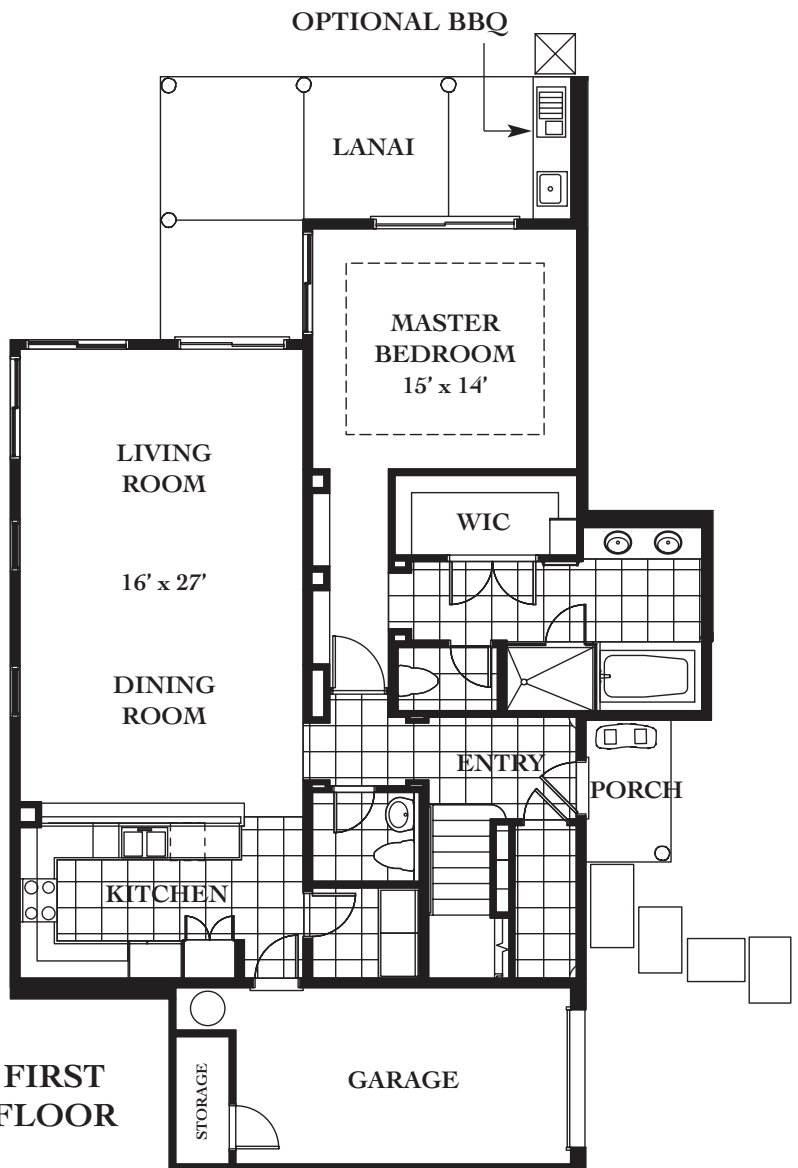 OPTIONAL BBQ
LANAI
MASTER
BEDROOM
15' x 14'
LIVING
ROOM
WIC
16' x 27'
DINING
ROOM
ENTRY
PORCH
KITCHEN
FIRST
FLOOR
STORAGE
GARAGE